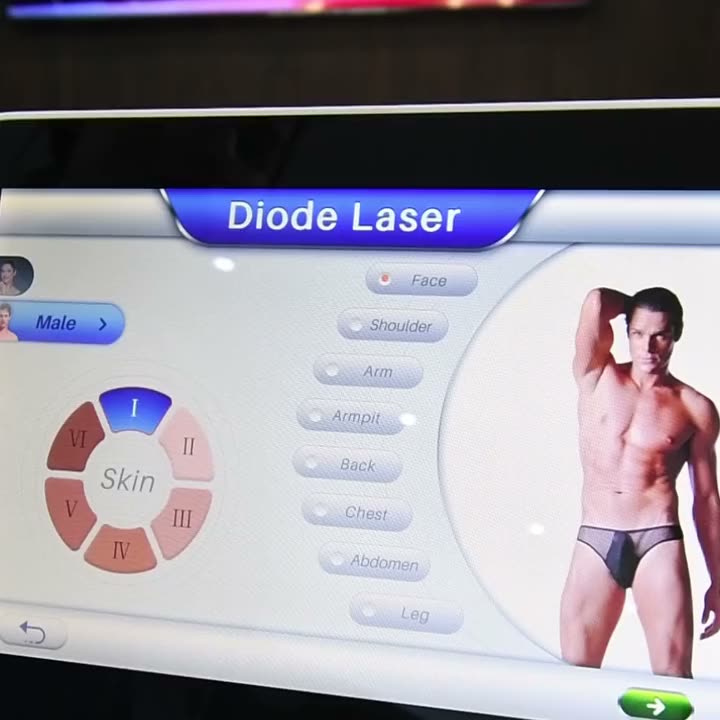 Diode Laser
Male
Face
Shoulder
Arm
Armpit
Back
Chest
Abdomen
Leg
Skin
I
II
III
IV
V
VI